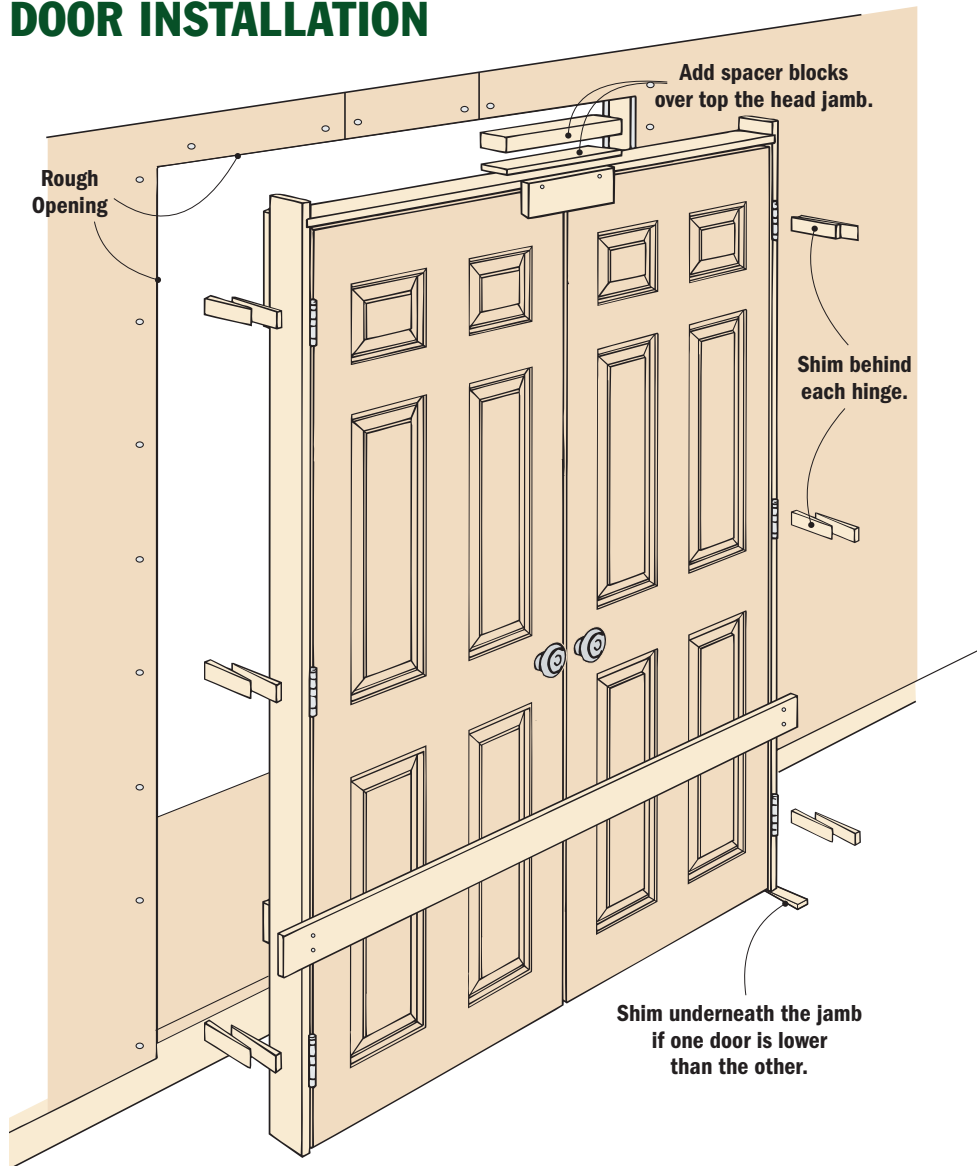 DOOR INSTALLATION
Add spacer blocks
over top the head jamb.
Rough
Opening
Shim behind
each hinge.
Shim underneath the jamb
if one door is lower
than the other.